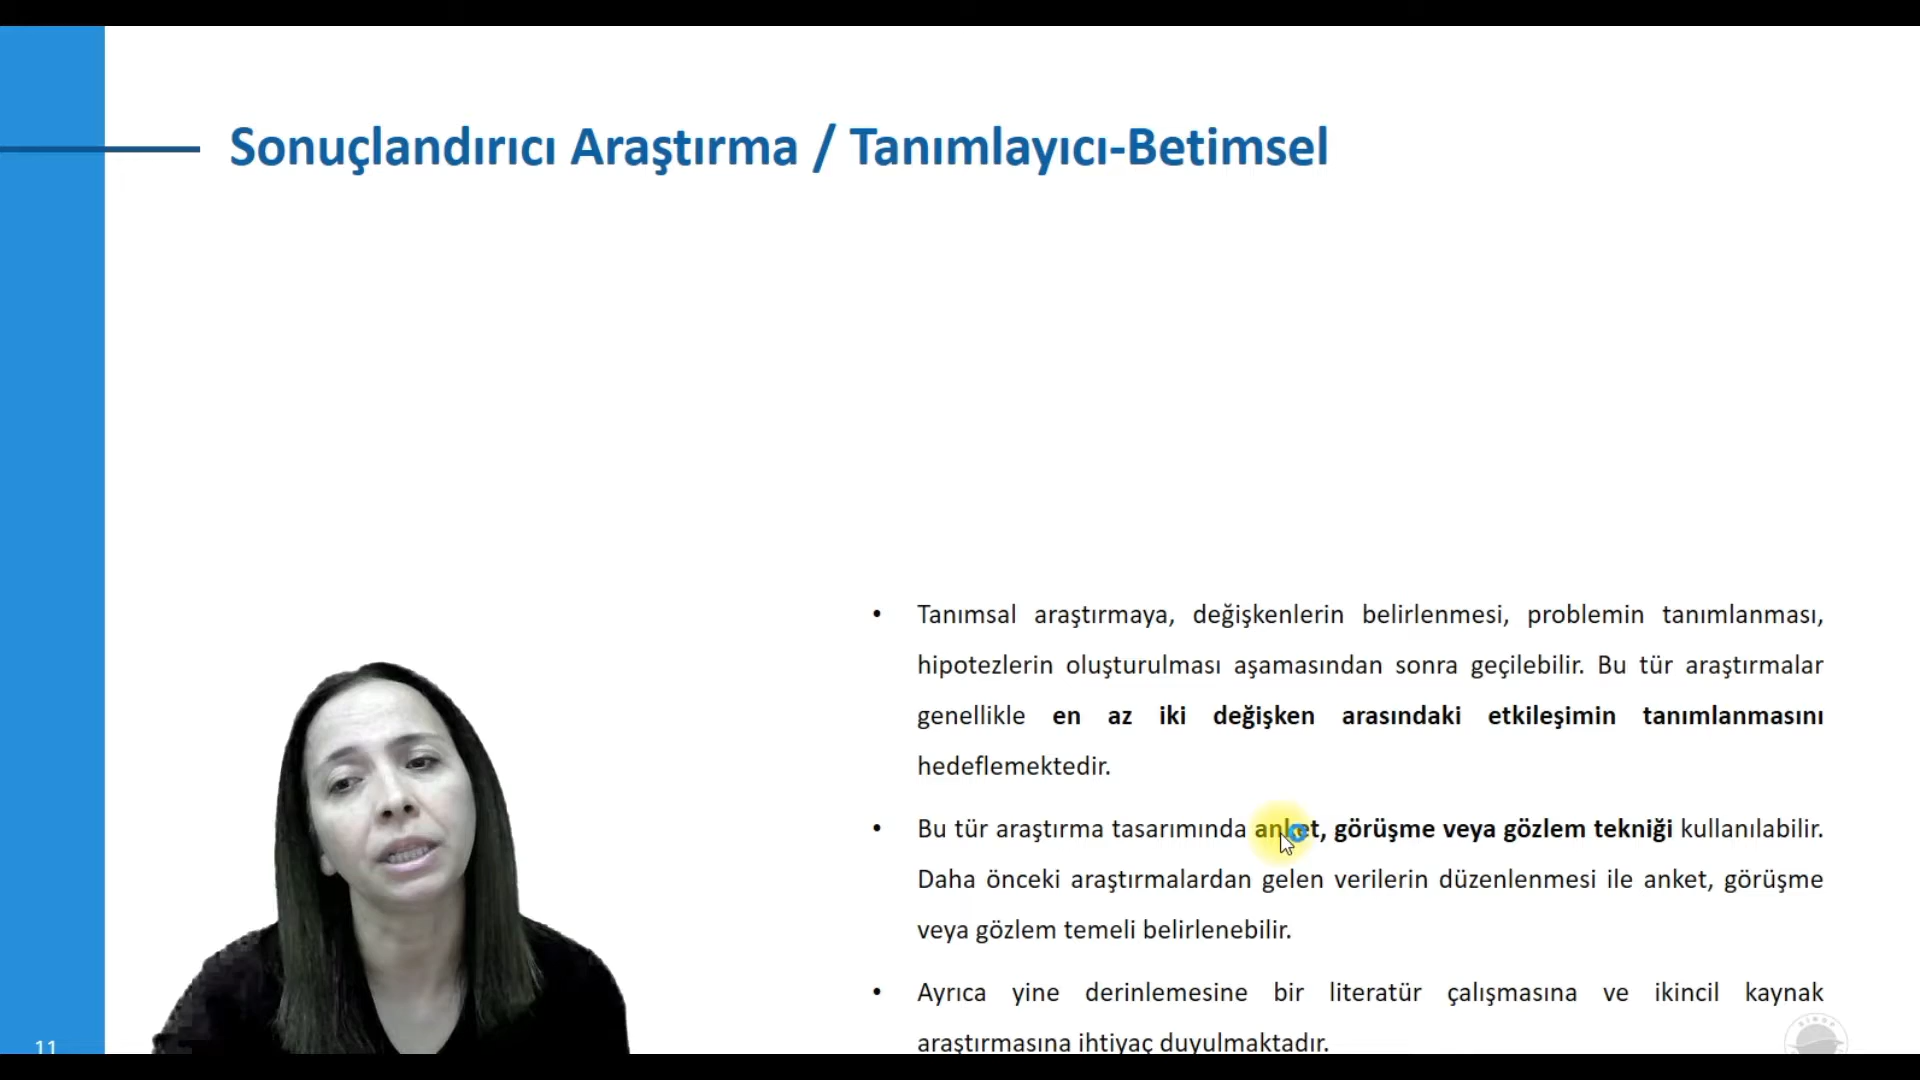 Sonuçlandırıcı Araştırma / Tanımlayıcı-Betimsel
• Tanımsal araştırmaya, değişkenlerin belirlenmesi, problemin tanımlanması,
hipotezlerin oluşturulması aşamasından sonra geçilebilir. Bu tür araştırmalar
genellikle en az iki değişken arasındaki etkileşimin tanımlanmasını
hedeflemektedir.
• Bu tür araştırma tasarımında anket, görüşme veya gözlem tekniği kullanılabilir.
Daha önceki araştırmalardan gelen verilerin düzenlenmesi ile anket, görüşme
veya gözlem temeli belirlenebilir.
• Ayrıca yine derinlemesine bir literatür çalışmasına ve ikincil kaynak
araştırmasına ihtiyaç duyulmaktadır.
11
SİNOP